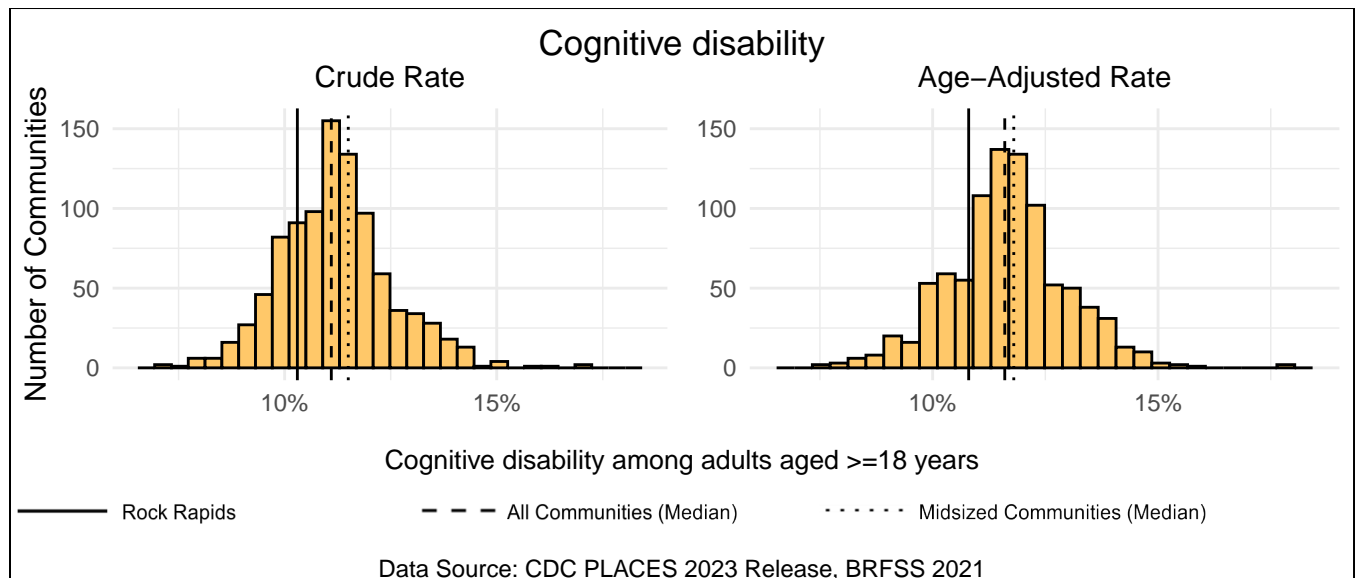 Cognitive disability
Crude Rate
Age−Adjusted Rate
Number of Communities
150
100
50
0
10%
15%
150
100
50
0
10%
15%
Cognitive disability among adults aged >=18 years
Rock Rapids
All Communities (Median)
Midsized Communities (Median)
Data Source: CDC PLACES 2023 Release, BRFSS 2021